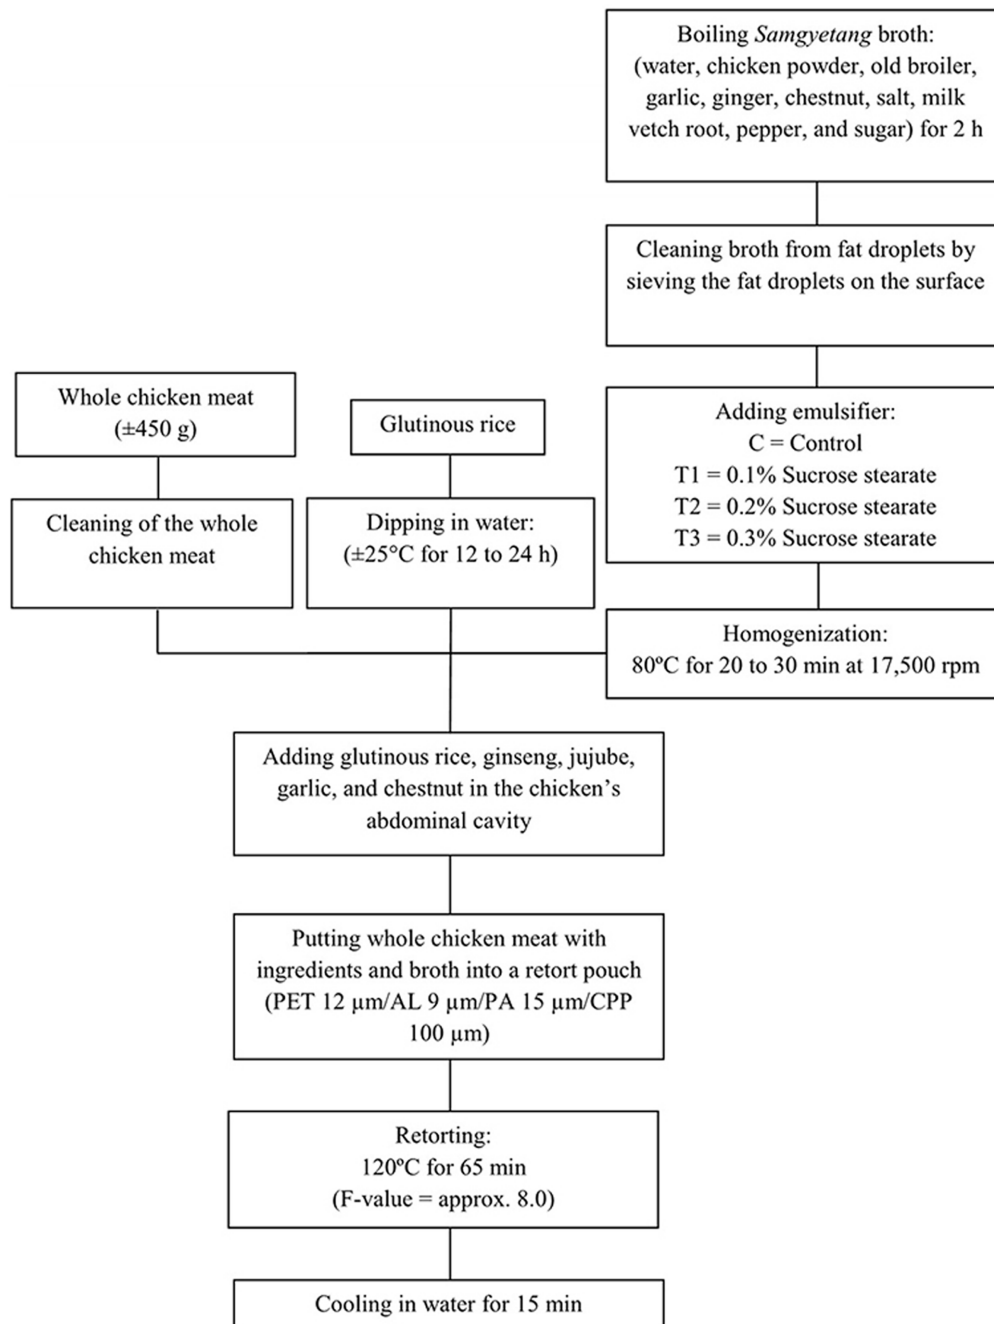 Boiling Samgyetang broth:
(water, chicken powder, old broiler,
garlic, ginger, chestnut, salt, milk
vetch root, pepper, and sugar) for 2 h
Cleaning broth from fat droplets by
sieving the fat droplets on the surface
Whole chicken meat
(±450 g)
Glutinous rice
Adding emulsifier:
C = Control
T1 = 0.1% Sucrose stearate
T2 = 0.2% Sucrose stearate
T3 = 0.3% Sucrose stearate
Cleaning of the whole
chicken meat
Dipping in water:
(±25°C for 12 to 24 h)
Homogenization:
80ºC for 20 to 30 min at 17,500 rpm
Adding glutinous rice, ginseng, jujube,
garlic, and chestnut in the chicken’s
abdominal cavity
Putting whole chicken meat with
ingredients and broth into a retort pouch
(PET 12 µm/AL 9 µm/PA 15 µm/CPP
100 µm)
Retorting:
120ºC for 65 min
(F-value = approx. 8.0)
Cooling in water for 15 min